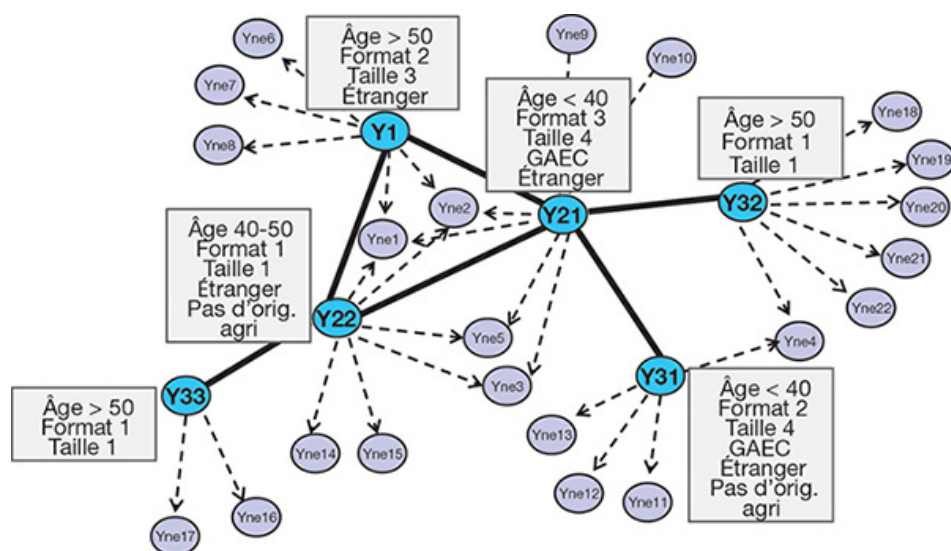 Yne6
Âge > 50
Format 2
Taille 3
Étranger
Yne9
Yne10
Yne7
Yne8
Y1
Âge < 40
Format 3
Taille 4
GAEC
Étranger
Âge > 50
Format 1
Taille 1
Yne18
Yne19
Yne20
Yne21
Yne22
Y32
Y21
Yne2
Yne1
Âge 40-50
Format 1
Taille 1
Étranger
Pas d’orig.
agri
Y22
Yne5
Yne3
Yne4
Y31
Y33
Âge > 50
Format 1
Taille 1
Âge < 40
Format 2
Taille 4
GAEC
Étranger
Pas d’orig.
agri
Yne14
Yne15
Yne13
Yne12
Yne11
Yne17
Yne16